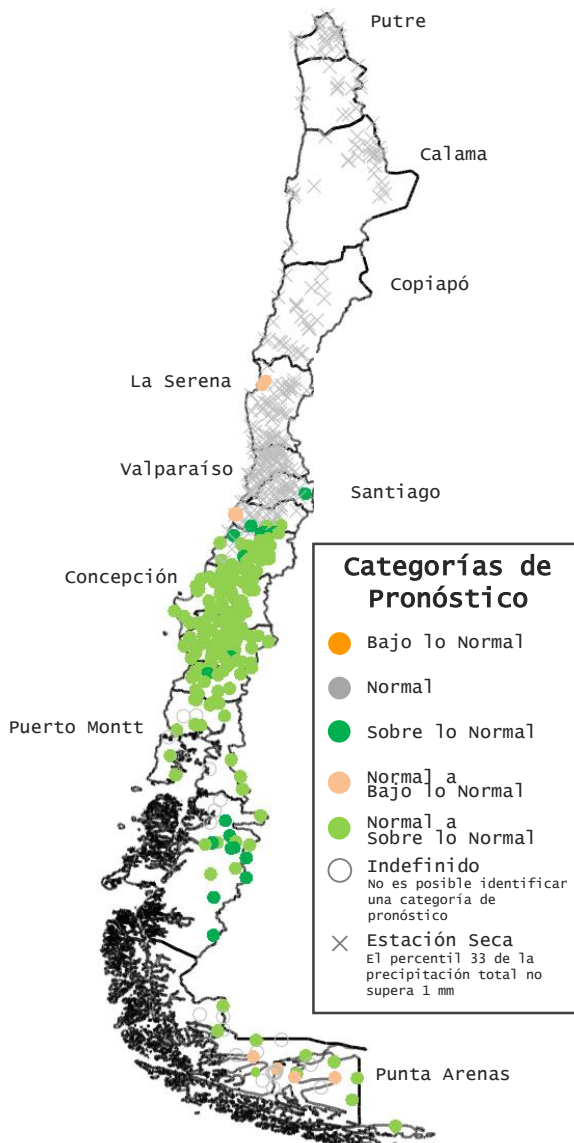 Putre
Calama
Copiapó
La Serena
Valparaíso
Santiago
Concepción
Puerto Montt
Punta Arenas
Categorías de
Pronóstico
Bajo lo Normal
Normal
Sobre lo Normal
Normal a
Bajo lo Normal
Normal a
Sobre lo Normal
Indefinido
No es posible identificar
una categoría de
pronóstico
Estación Seca
El percentil 33 de la
precipitación total no
supera 1 mm